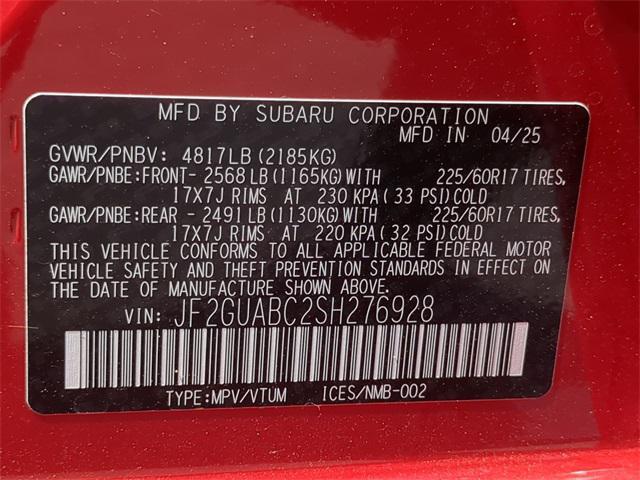 MFD BY SUBARU CORPORATION
MFD IN 04/25
GVWR/PNBV: 4817LB (2185KG)
GAWR/PNBE:FRONT- 2568 LB (1165KG) WITH 225/60R17 TIRES,
17X7J RIMS AT 230 KPA ( 33 PSI) COLD
GAWR/PNBE:REAR - 2491 LB (1130KG) WITH 225/60R17 TIRES,
17X7J RIMS AT 220 KPA ( 32 PSI) COLD
THIS VEHICLE CONFORMS TO ALL APPLICABLE FEDERAL MOTOR
VEHICLE SAFETY AND THEFT PREVENTION STANDARDS IN EFFECT ON
THE DATE OF MANUFACTURE SHOWN ABOVE.
VIN: JF2GUABC2SH276928
TYPE:MPV/VTUM ICES/NMB-002